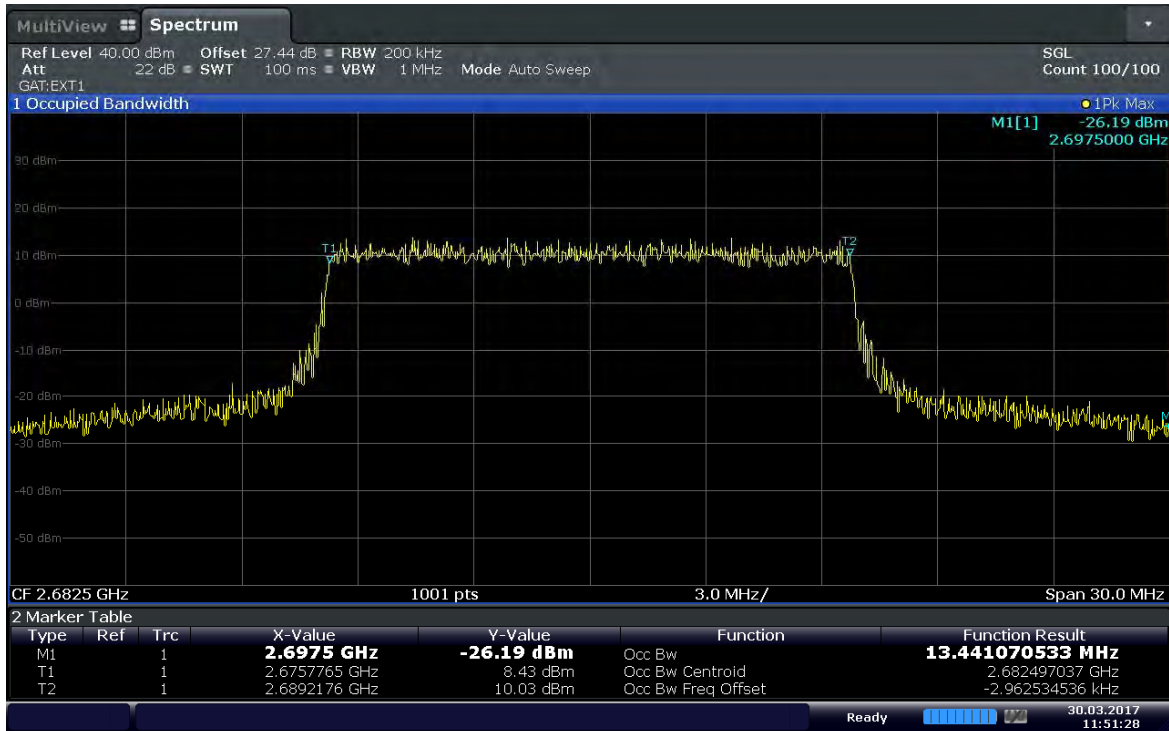 MultiView Spectrum
Ref Level 40.00 dBm Offset 27.44 dB RBW 200 kHz SGL
Att 22 dB SWT 100 ms VBW 1 MHz Mode Auto Sweep Count 100/100
GAT:EXT1
1 Occupied Bandwidth 1Pk Max
M1[1] -26.19 dBm
2.6975000 GHz
30 dBm
20 dBm
T1 T2
10 dBm
0 dBm
-10 dBm
-20 dBm
M
-30 dBm
-40 dBm
-50 dBm
CF 2.6825 GHz 1001 pts 3.0 MHz/ Span 30.0 MHz
2 Marker Table
Type Ref Trc X-Value Y-Value Function Function Result
M1 1 2.6975 GHz -26.19 dBm Occ Bw 13.441070533 MHz
T1 1 2.6757765 GHz 8.43 dBm Occ Bw Centroid 2.682497037 GHz
T2 1 2.6892176 GHz 10.03 dBm Occ Bw Freq Offset -2.962534536 kHz
Ready 30.03.2017
11:51:28